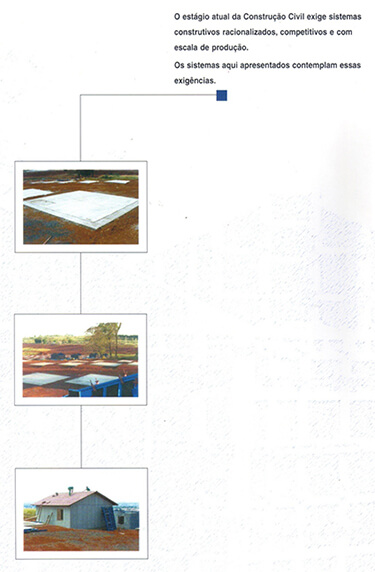 O estágio atual da Construção Civil exige sistemas
construtivos racionalizados, competitivos e com
escala de produção.
Os sistemas aqui apresentados contemplam essas
exigências.